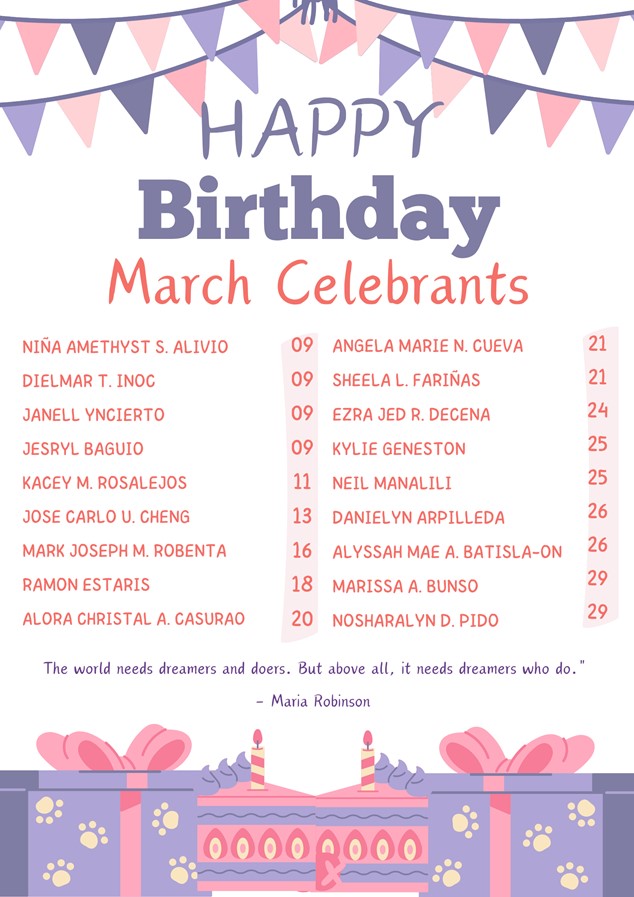 HAPPY
Birthday
March Celebrants
NIÑA AMETHYST S. ALIVIO 09
DIELMAR T. INOC 09
JANELL YNCIERTO 09
JESRYL BAGUIO 09
KACEY M. ROSALEJOS 11
JOSE CARLO U. CHENG 13
MARK JOSEPH M. ROBENTA 16
RAMON ESTARIS 18
ALORA CHRISTAL A. CASURAO 20
ANGELA MARIE N. CUEVA 21
SHEELA L. FARIÑAS 21
EZRA JED R. DECENA 24
KYLIE GENESTON 25
NEIL MANALILI 25
DANIELYN ARPILLEDA 26
ALYSSAH MAE A. BATISLA-ON 26
MARISSA A. BUNSO 29
NOSHARALYN D. PIDO 29
The world needs dreamers and doers. But above all, it needs dreamers who do."
– Maria Robinson